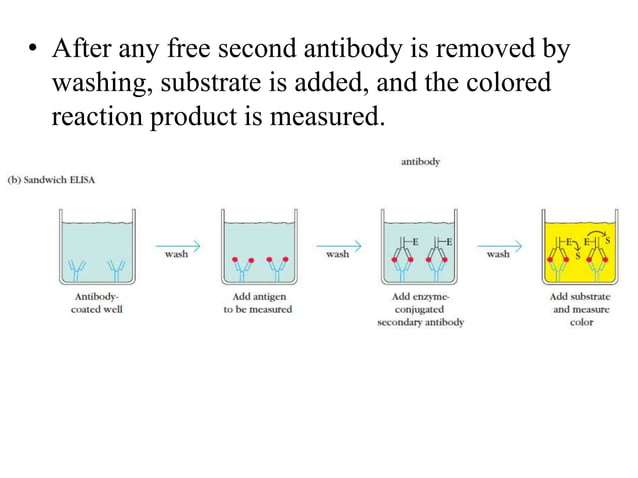 • After any free second antibody is removed by
washing, substrate is added, and the colored
reaction product is measured.
antibody
(b) Sandwich ELISA
wash
wash
wash
E
E
E
E
S
S
Antibody-
coated well
Add antigen
to be measured
Add enzyme-
conjugated
secondary antibody
Add substrate
and measure
color